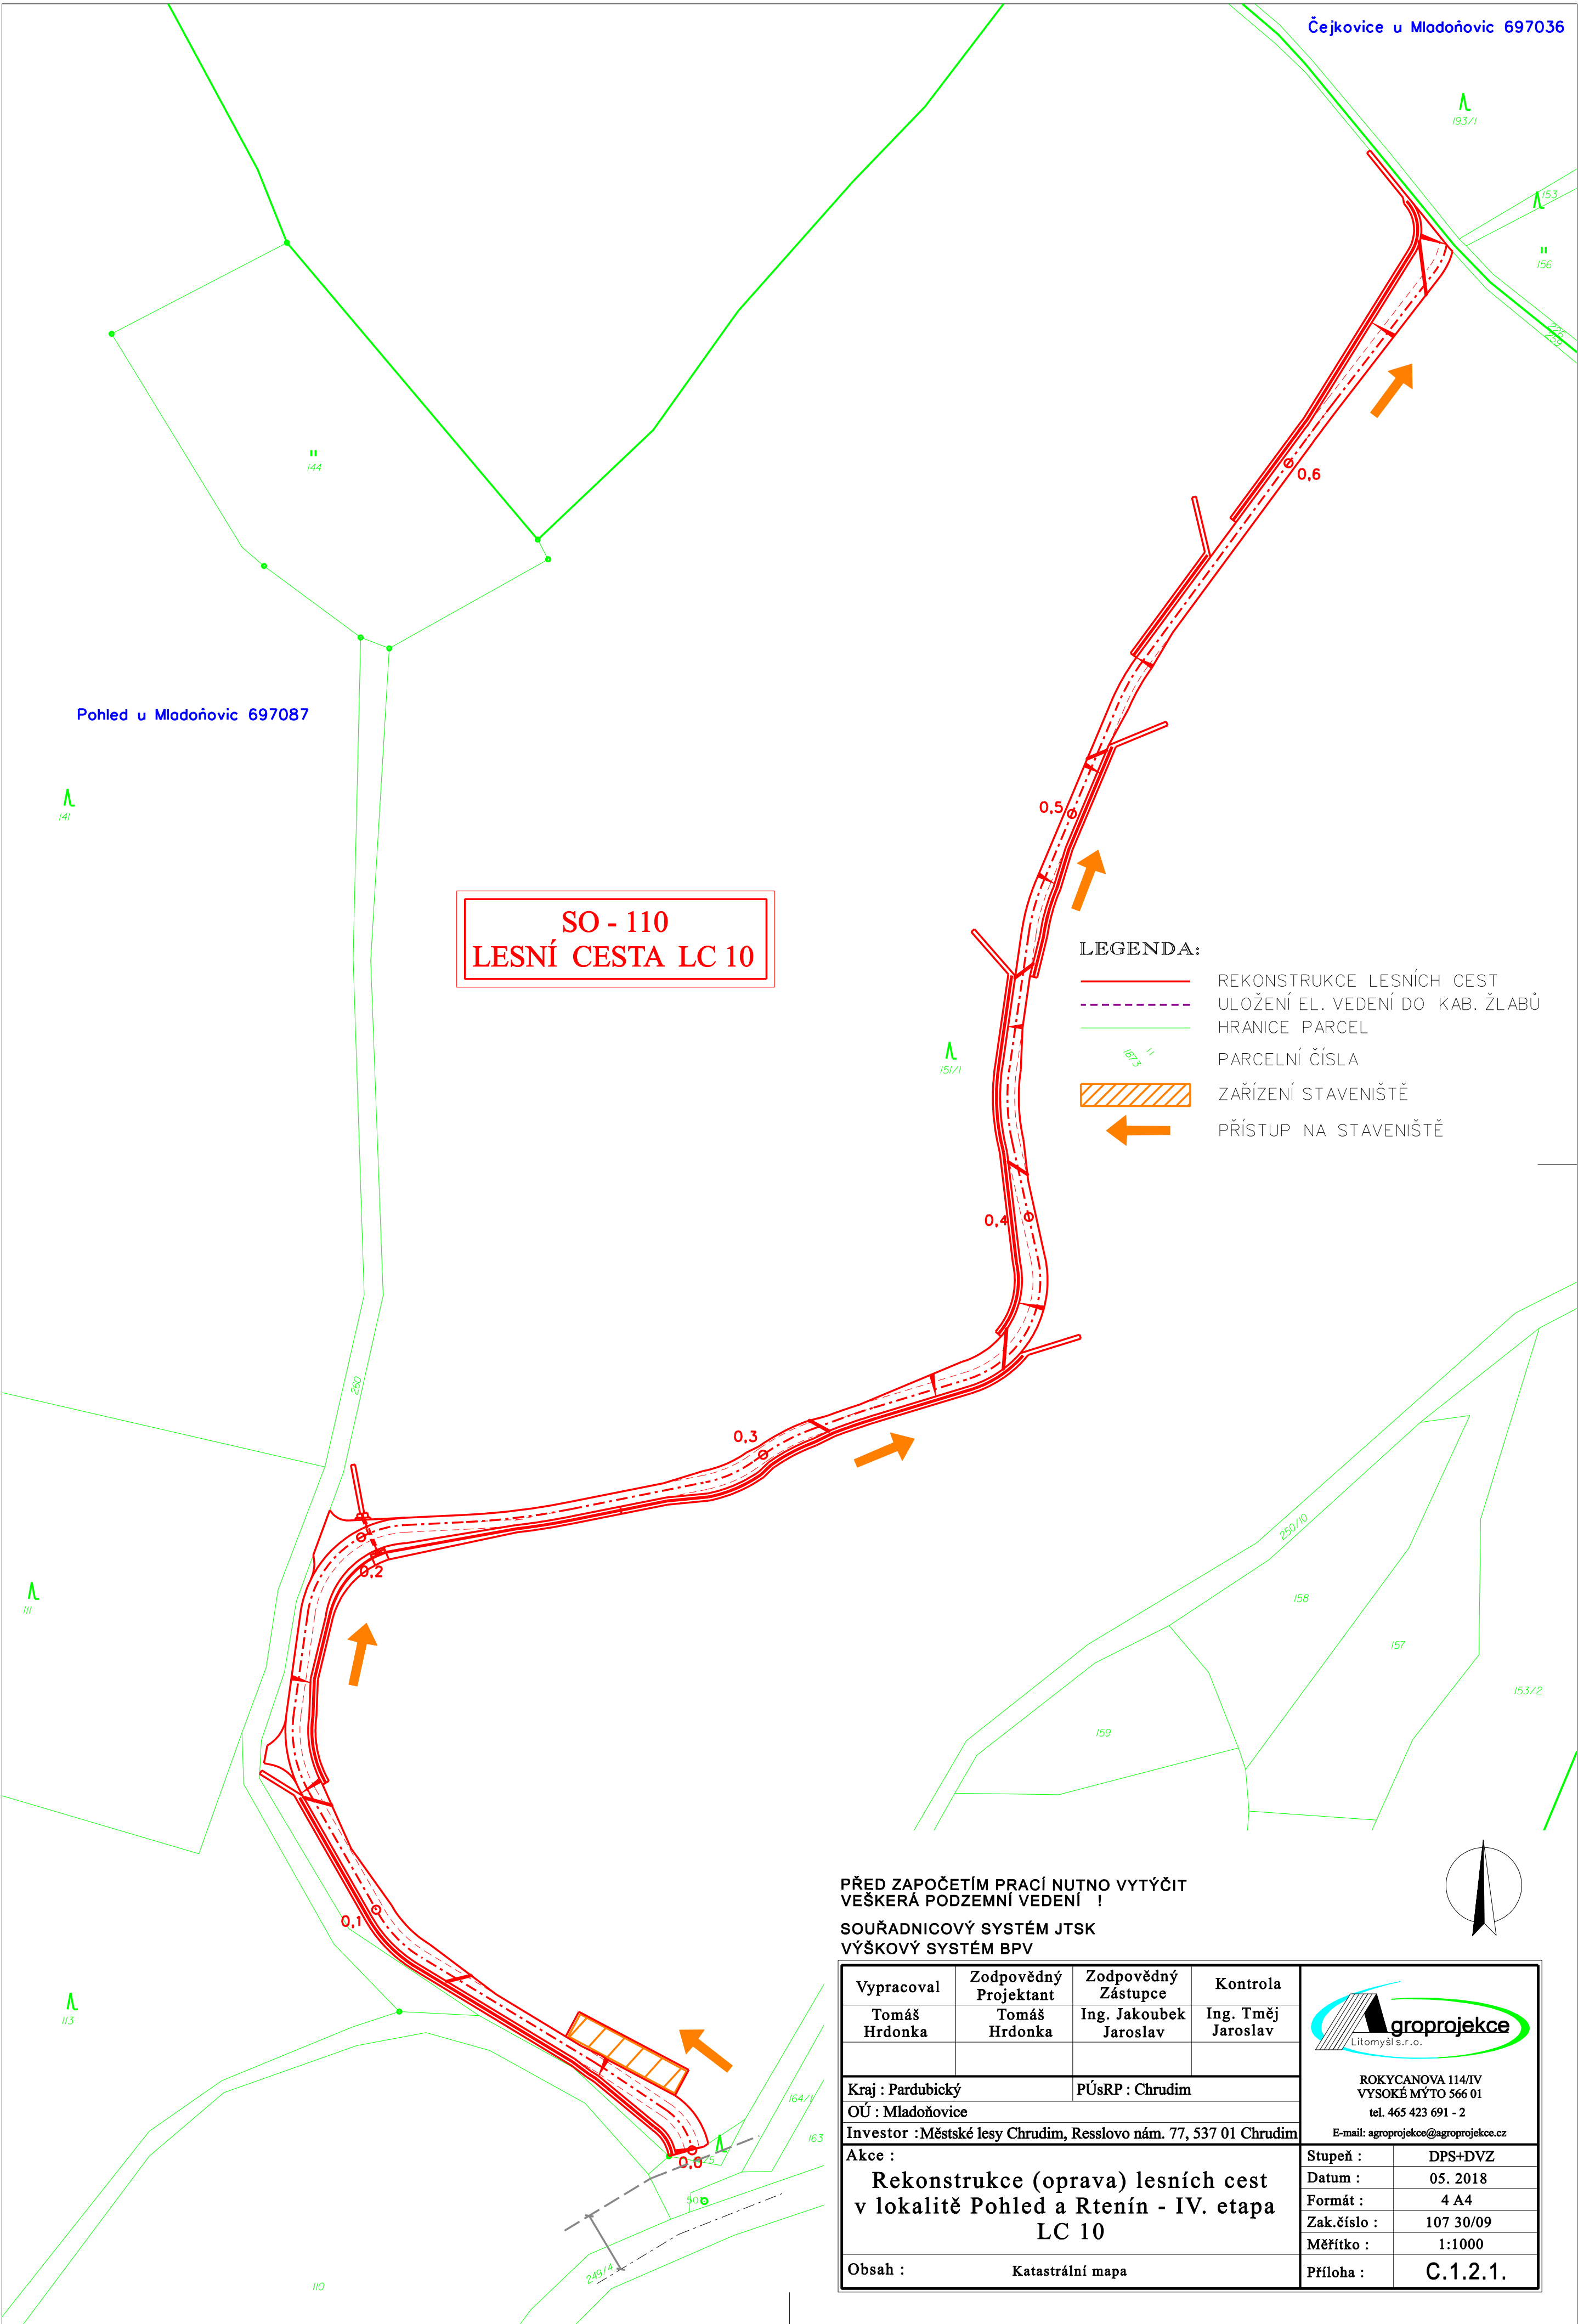 Čejkovice u Mladoňovic 697036
193/1
153
156
226
144
Pohled u Mladoňovic 697087
0,6
141
0,5
SO - 110
LESNÍ CESTA LC 10
LEGENDA:
REKONSTRUKCE LESNÍCH CEST
ULOŽENÍ EL. VEDENÍ DO KAB. ŽLABŮ
HRANICE PARCEL
1873
PARCELNÍ ČÍSLA
ZAŘÍZENÍ STAVENIŠTĚ
PŘÍSTUP NA STAVENIŠTĚ
151/1
0,4
260
0,3
0,2
250/10
111
158
157
153/2
159
0,1
113
164/1
163
0,0
249/4
110
PŘED ZAPOČETÍM PRACÍ NUTNO VYTÝČIT
VEŠKERÁ PODZEMNÍ VEDENÍ !
SOUŘADNICOVÝ SYSTÉM JTSK
VÝŠKOVÝ SYSTÉM BPV
Vypracoval
Zodpovědný
Projektant
Zodpovědný
Zástupce
Kontrola
Tomáš
Hrdonka
Tomáš
Hrdonka
Ing. Jakoubek
Jaroslav
Ing. Tměj
Jaroslav
Kraj : Pardubický
PÚsRP : Chrudim
OÚ : Mladoňovice
Investor : Městské lesy Chrudim, Resslovo nám. 77, 537 01 Chrudim
Agroprojekce
Litomyšl s.r.o.
ROKYCANOVA 114/IV
VYSOKÉ MÝTO 566 01
tel. 465 423 691 - 2
E-mail: agroprojekce@agroprojekce.cz
Akce :
Rekonstrukce (oprava) lesních cest
v lokalitě Pohled a Rtenín - IV. etapa
LC 10
Obsah : Katastrální mapa
Stupeň : DPS+DVZ
Datum : 05. 2018
Formát : 4 A4
Zak.číslo : 107 30/09
Měřítko : 1:1000
Příloha : C.1.2.1.